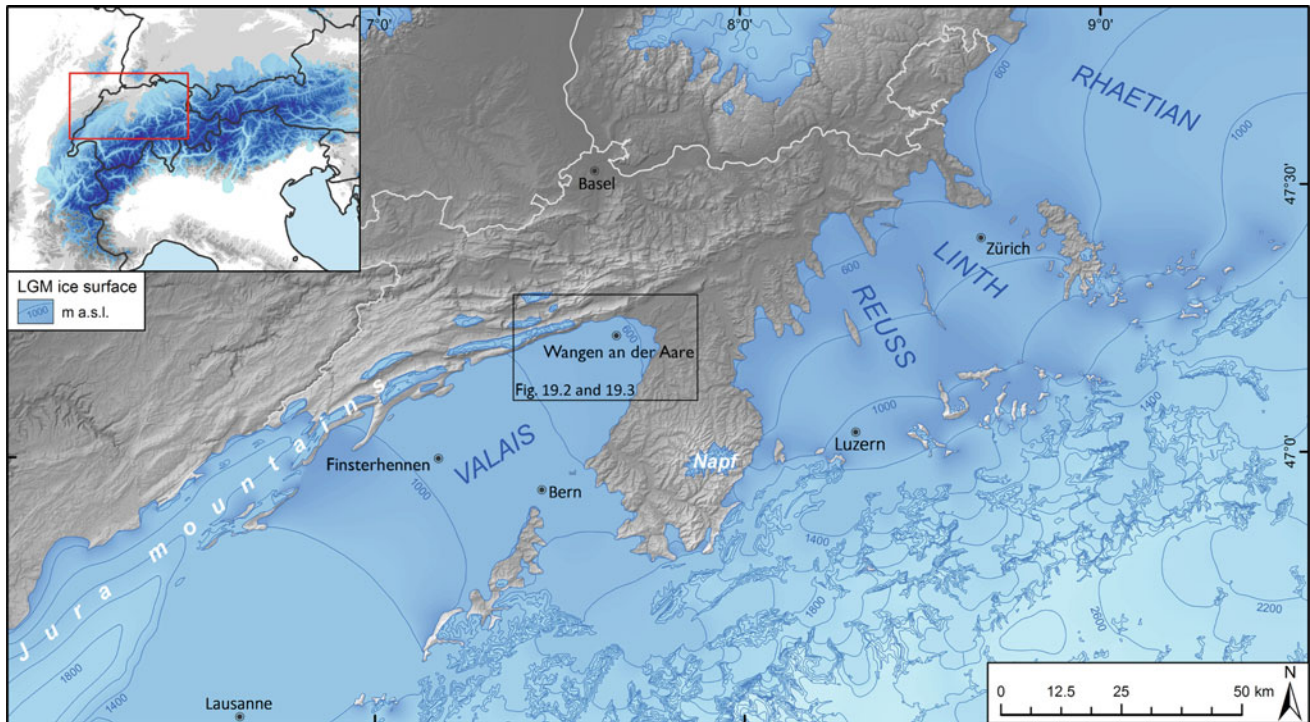 7°0'
8°0'
9°0'
600
RHAETIAN
1000
47°30'
Basel
Zürich
LINTH
LGM ice surface
1000 m a.s.l.
600
REUSS
600
Wangen an der Aare
Fig. 19.2 and 19.3
1400
1000
Luzern
Jura mountains
VALAIS
Napf
47°0'
Finsterhennen
1000
Bern
1400
1800
2600
2200
1800
1400
Lausanne
N
0 12.5 25 50 km